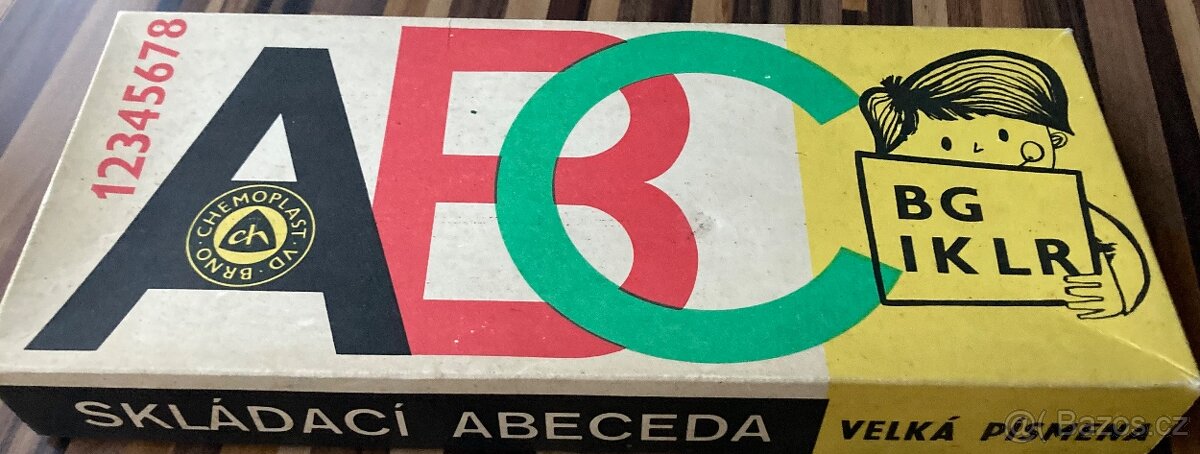 12345678
ABC
CHEMOPLAST · VD · BRNO ·
ch
BG
IKLR
SKLÁDACÍ ABECEDA
VELKÁ PÍSMENA
Bazos.cz